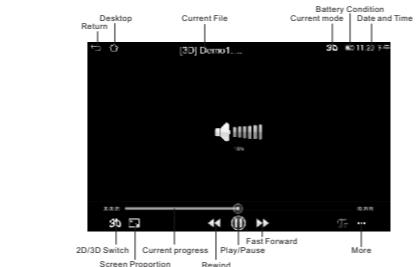 Battery Condition
Desktop Current File Current mode Date and Time
Return
[3D] Demo1....
3D 11:20
2D/3D Switch Current progress Play/Pause Fast Forward More
Screen Proportion Rewind